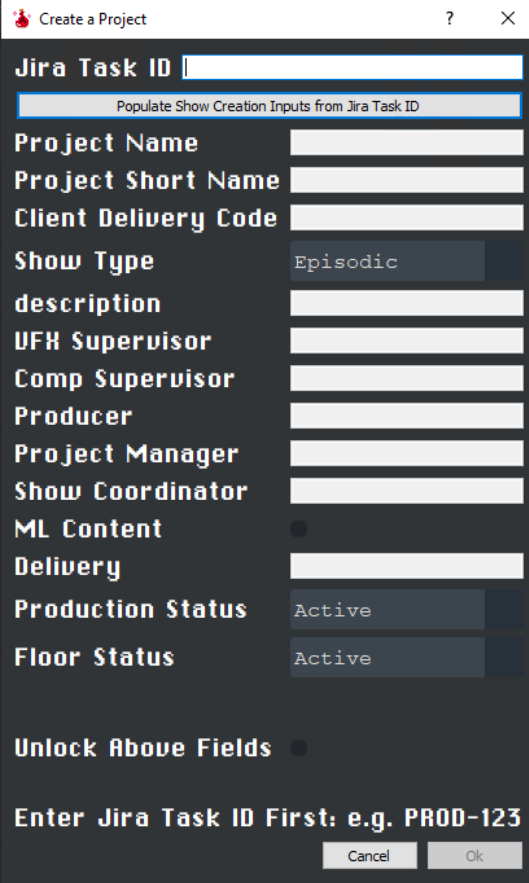 Create a Project
?
Jira Task ID
Populate Show Creation Inputs from Jira Task ID
Project Name
Project Short Name
Client Delivery Code
Show Type Episodic
description
VFX Supervisor
Comp Supervisor
Producer
Project Manager
Show Coordinator
ML Content
Delivery
Production Status Active
Floor Status Active
Unlock Above Fields
Enter Jira Task ID First: e.g. PROD-123
Cancel Ok